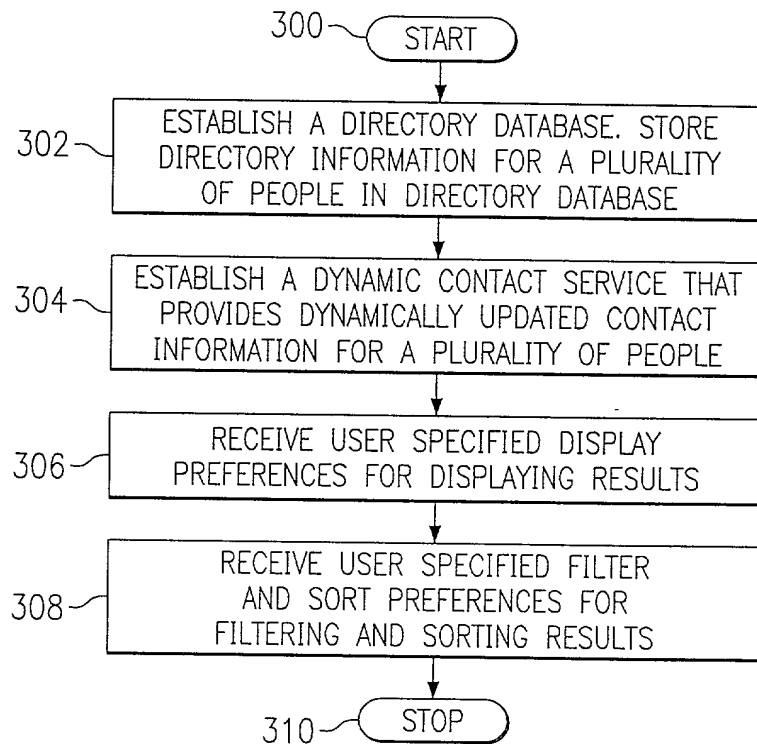 300
START
302
ESTABLISH A DIRECTORY DATABASE. STORE
DIRECTORY INFORMATION FOR A PLURALITY
OF PEOPLE IN DIRECTORY DATABASE
304
ESTABLISH A DYNAMIC CONTACT SERVICE THAT
PROVIDES DYNAMICALLY UPDATED CONTACT
INFORMATION FOR A PLURALITY OF PEOPLE
306
RECEIVE USER SPECIFIED DISPLAY
PREFERENCES FOR DISPLAYING RESULTS
308
RECEIVE USER SPECIFIED FILTER
AND SORT PREFERENCES FOR
FILTERING AND SORTING RESULTS
310
STOP